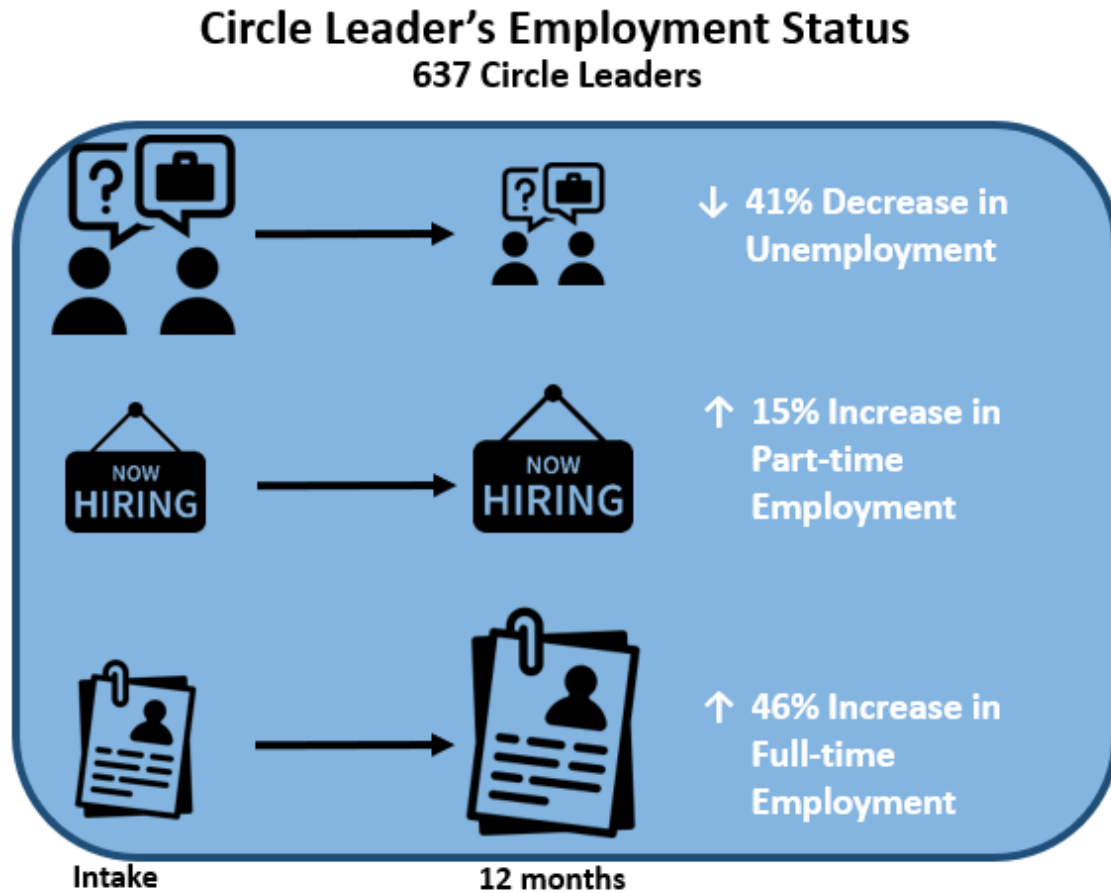 Circle Leader's Employment Status
637 Circle Leaders
?
?
↓ 41% Decrease in
Unemployment
NOW
HIRING
NOW
HIRING
↑ 15% Increase in
Part-time
Employment
↑ 46% Increase in
Full-time
Employment
Intake
12 months